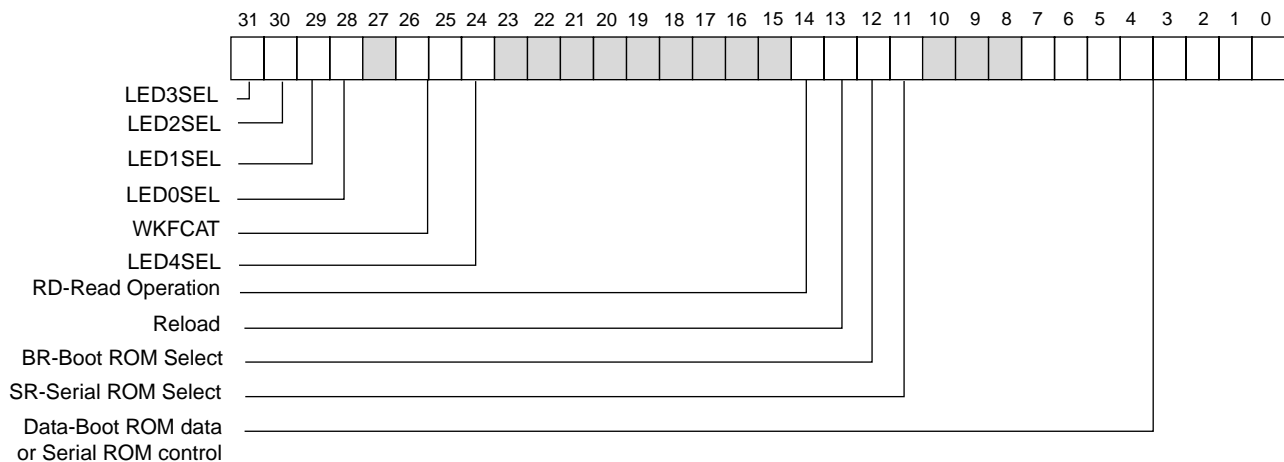 31 30 29 28 27 26 25 24 23 22 21 20 19 18 17 16 15 14 13 12 11 10 9 8 7 6 5 4 3 2 1 0
LED3SEL
LED2SEL
LED1SEL
LED0SEL
WKFCAT
LED4SEL
RD-Read Operation
Reload
BR-Boot ROM Select
SR-Serial ROM Select
Data-Boot ROM data
or Serial ROM control